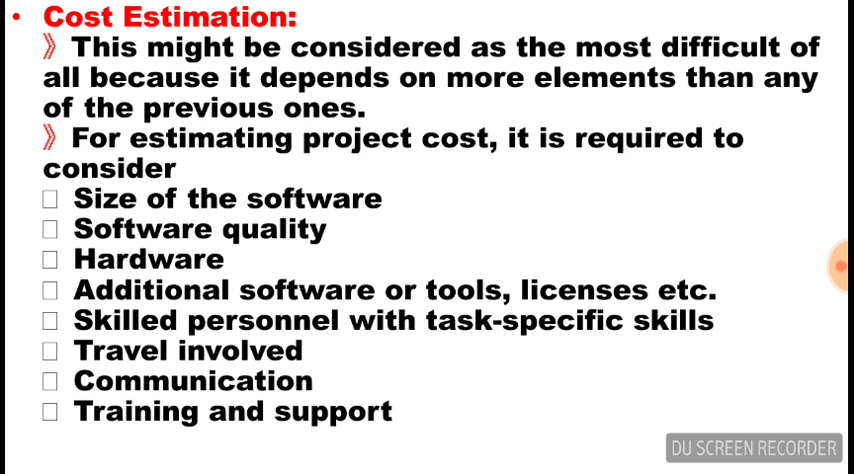 • Cost Estimation:
》This might be considered as the most difficult of
all because it depends on more elements than any
of the previous ones.
》For estimating project cost, it is required to
consider
□ Size of the software
□ Software quality
□ Hardware
□ Additional software or tools, licenses etc.
□ Skilled personnel with task-specific skills
□ Travel involved
□ Communication
□ Training and support
DU SCREEN RECORDER